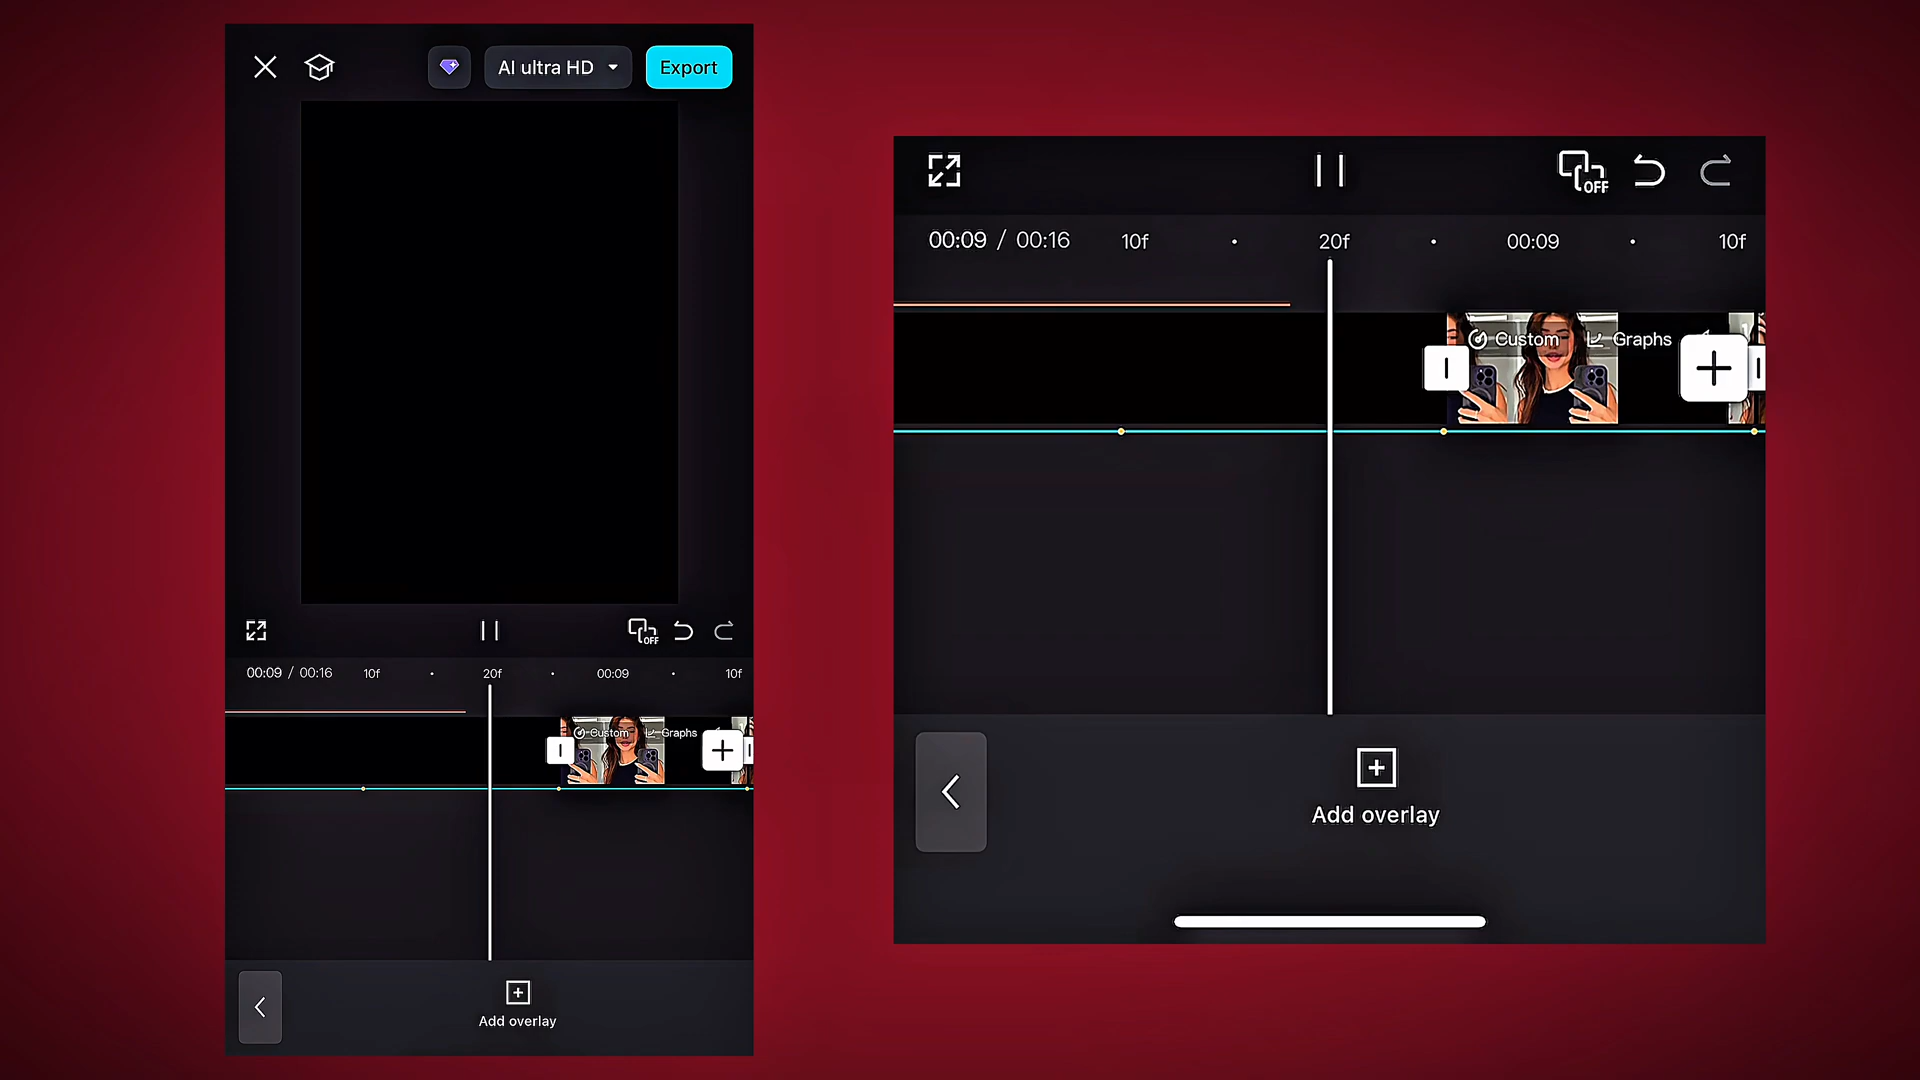 AI ultra HD
Export
OFF
00:09 / 00:16 10f 20f 00:09 10f
Custom Graphs
Add overlay
OFF
00:09 / 00:16 10f 20f 00:09 10f
Custom Graphs
Add overlay